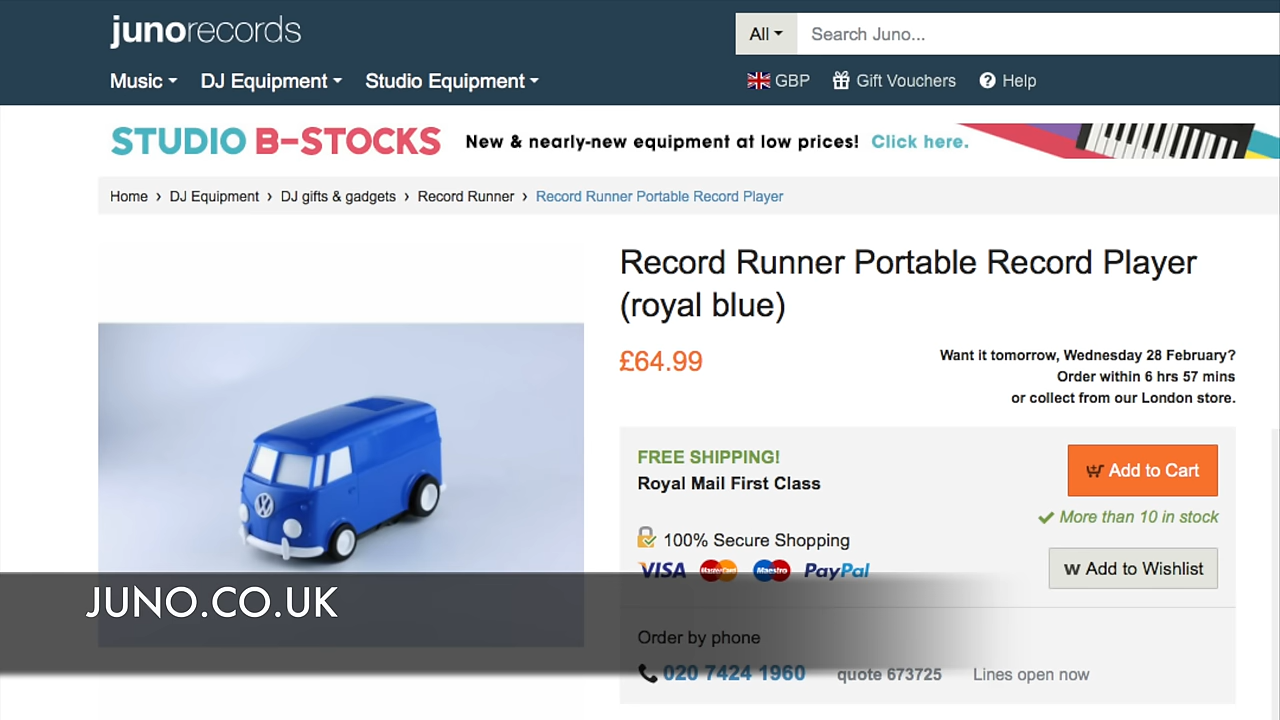 junorecords
All
Search Juno...
Music
DJ Equipment
Studio Equipment
GBP
Gift Vouchers
? Help
STUDIO B-STOCKS
New & nearly-new equipment at low prices! Click here.
Home › DJ Equipment › DJ gifts & gadgets › Record Runner › Record Runner Portable Record Player
Record Runner Portable Record Player
(royal blue)
£64.99
Want it tomorrow, Wednesday 28 February?
Order within 6 hrs 57 mins
or collect from our London store.
FREE SHIPPING!
Royal Mail First Class
Add to Cart
More than 10 in stock
100% Secure Shopping
VISA MasterCard Maestro PayPal
W Add to Wishlist
JUNO.CO.UK
Order by phone
020 7424 1960 quote 673725 Lines open now